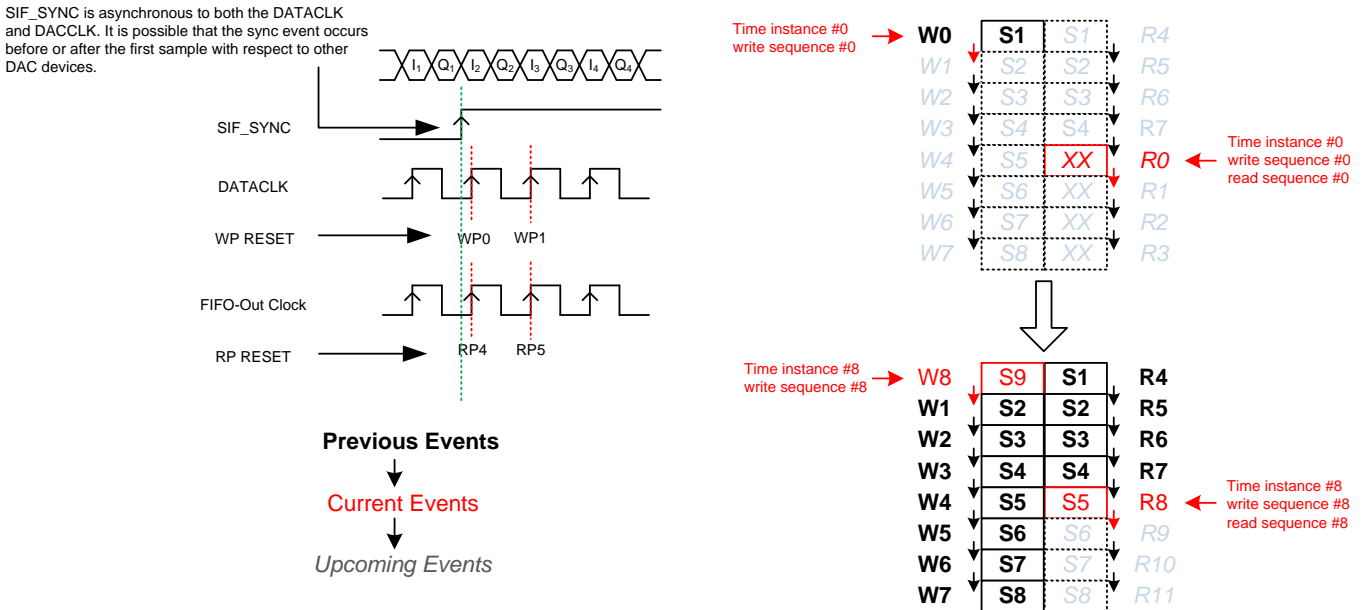 SIF_SYNC is asynchronous to both the DATACLK
and DACCLK. It is possible that the sync event occurs
before or after the first sample with respect to other
DAC devices.
I1 Q1 I2 Q2 I3 Q3 I4 Q4
SIF_SYNC
DATACLK
WP RESET
WP0 WP1
FIFO-Out Clock
RP RESET
RP4 RP5
Previous Events
Current Events
Upcoming Events
Time instance #0
write sequence #0
W0 S1 S1 R4
W1 S2 S2 R5
W2 S3 S3 R6
W3 S4 S4 R7
W4 S5 XX R0
W5 S6 XX R1
W6 S7 XX R2
W7 S8 XX R3
Time instance #0
write sequence #0
read sequence #0
Time instance #8
write sequence #8
W8 S9 S1 R4
W1 S2 S2 R5
W2 S3 S3 R6
W3 S4 S4 R7
W4 S5 S5 R8
W5 S6 S6 R9
W6 S7 S7 R10
W7 S8 S8 R11
Time instance #8
write sequence #8
read sequence #8